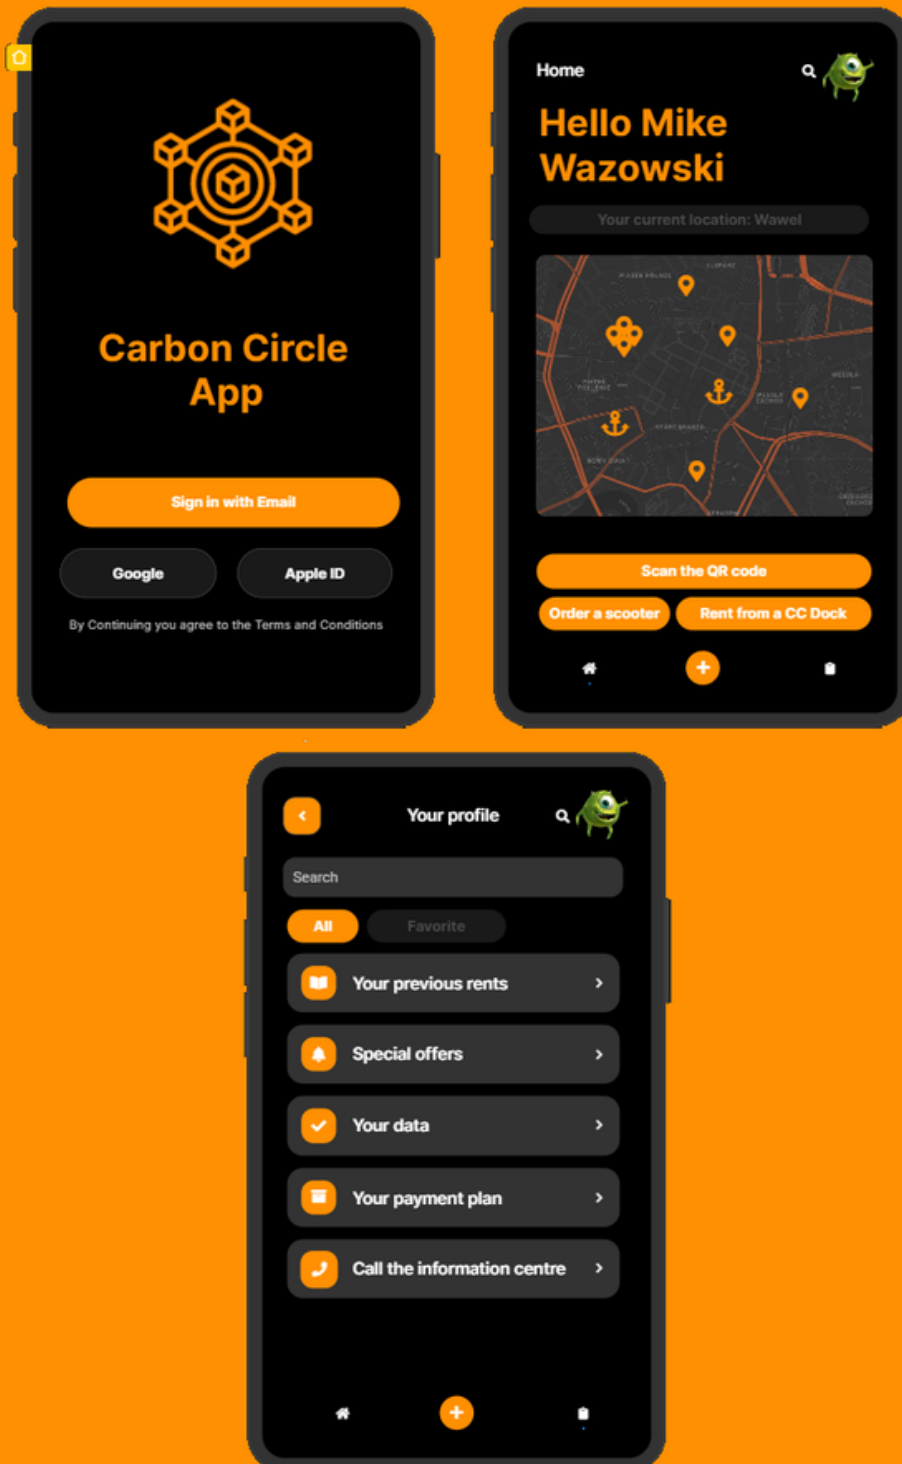 Carbon Circle
App
Sign in with Email
Google
Apple ID
By Continuing you agree to the Terms and Conditions
Home
Hello Mike
Wazowski
Your current location: Wawel
Scan the QR code
Order a scooter
Rent from a CC Dock
Your profile
Search
All
Favorite
Your previous rents
Special offers
Your data
Your payment plan
Call the information centre